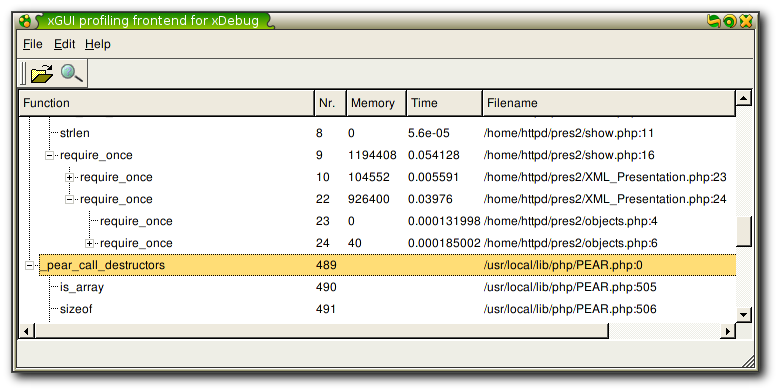 xGUI profiling frontend for xDebug
File Edit Help
Function Nr. Memory Time Filename
strlen 8 0 5.6e-05 /home/httpd/pres2/show.php:11
require_once 9 1194408 0.054128 /home/httpd/pres2/show.php:16
require_once 10 104552 0.005591 /home/httpd/pres2/XML_Presentation.php:23
require_once 22 926400 0.03976 /home/httpd/pres2/XML_Presentation.php:24
require_once 23 0 0.000131998 /home/httpd/pres2/objects.php:4
require_once 24 40 0.000185002 /home/httpd/pres2/objects.php:6
_pear_call_destructors 489 /usr/local/lib/php/PEAR.php:0
is_array 490 /usr/local/lib/php/PEAR.php:505
sizeof 491 /usr/local/lib/php/PEAR.php:506